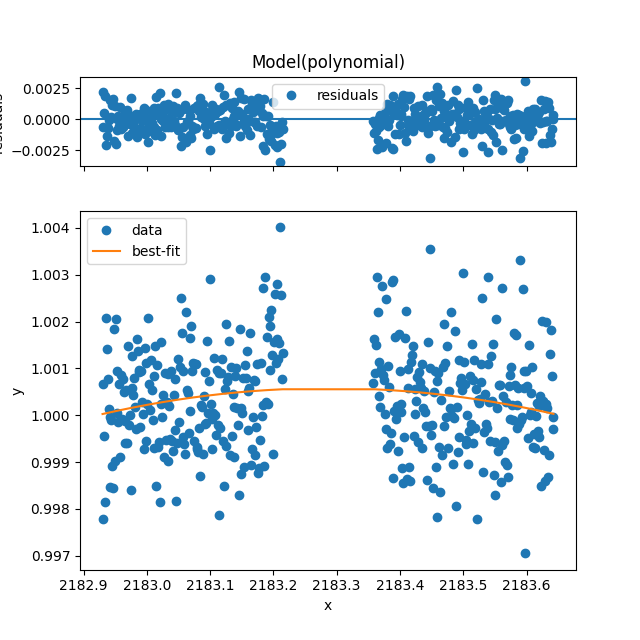 Model(polynomial)
0.0025
0.0000
−0.0025
residuals
residuals
1.004
1.003
1.002
1.001
1.000
0.999
0.998
0.997
y
data
best-fit
2182.9 2183.0 2183.1 2183.2 2183.3 2183.4 2183.5 2183.6
x